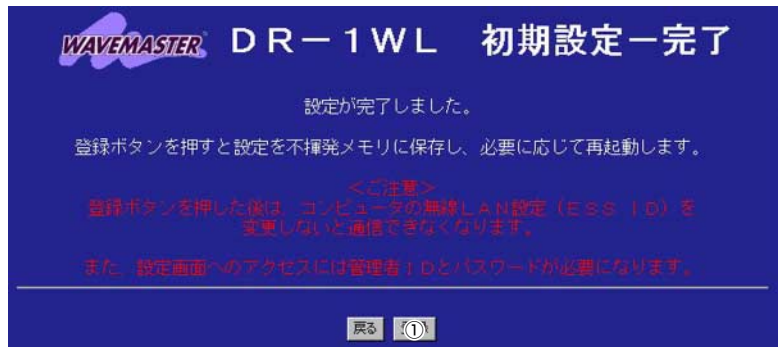 WAVEMASTER DR－1WL 初期設定－完了
設定が完了しました。
登録ボタンを押すと設定を不揮発メモリに保存し、必要に応じて再起動します。
＜ご注意＞
登録ボタンを押した後は、コンピュータの無線LAN設定（ESS ID）を
変更しないと通信できなくなります。
また、設定画面へのアクセスには管理者IDとパスワードが必要になります。
戻る ①